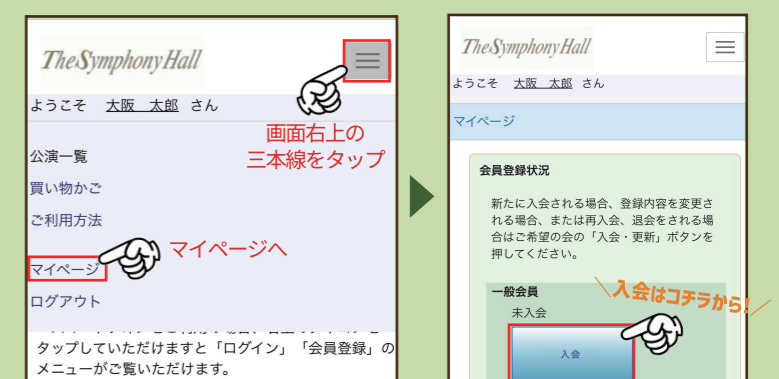 The Symphony Hall
ようこそ 大阪 太郎 さん
画面右上の
三本線をタップ
公演一覧
買い物かご
ご利用方法
マイページへ
マイページ
ログアウト
タップしていただけますと「ログイン」「会員登録」の
メニューがご覧いただけます。
The Symphony Hall
ようこそ 大阪 太郎 さん
マイページ
会員登録状況
新たに入会される場合、登録内容を変更さ
れる場合、または再入会、退会をされる場
合はご希望の会の「入会・更新」ボタンを
押してください。
一般会員
入会はコチラから!
未入会
入会